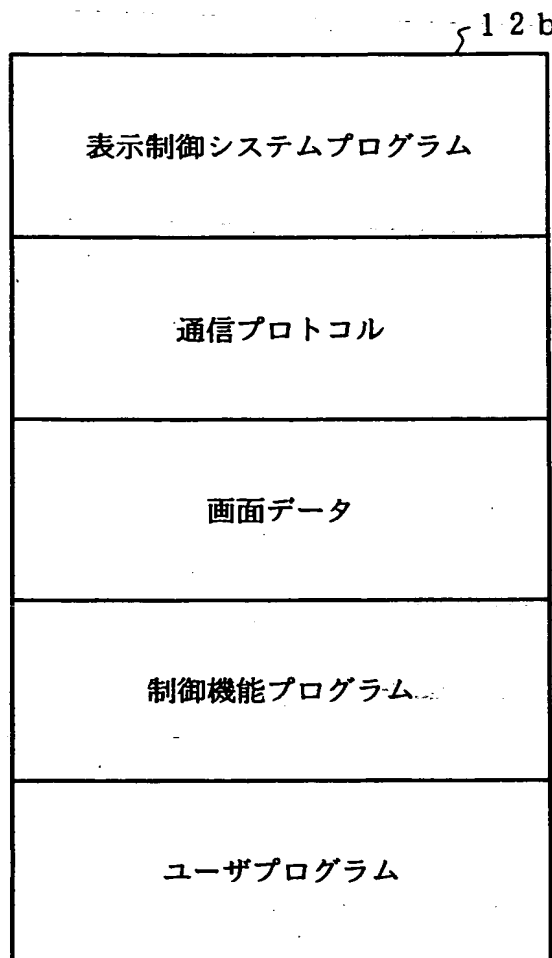 12b
表示制御システムプログラム
通信プロトコル
画面データ
制御機能プログラム
ユーザプログラム